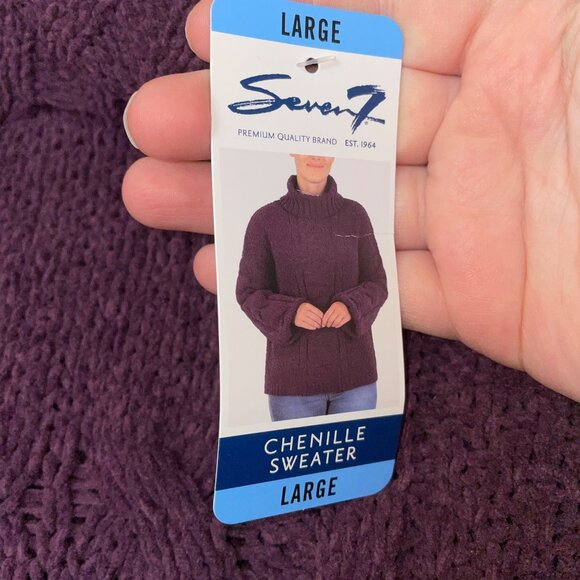 LARGE
Seven7
PREMIUM QUALITY BRAND EST. 1964
CHENILLE
SWEATER
LARGE